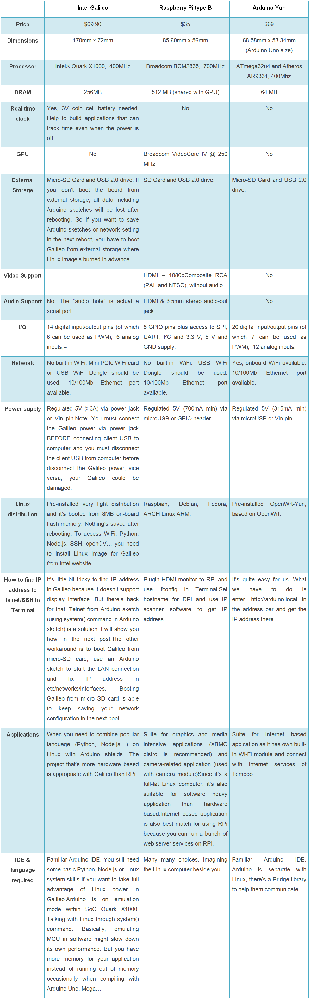 Intel Galileo
Raspberry Pi type B
Arduino Yun
Price
$69.90
$35
$69
Dimensions
170mm x 72mm
85.60mm x 56mm
68.58mm x 53.34mm
(Arduino Uno size)
Processor
Intel® Quark X1000,  400MHz
Broadcom BCM2835,  700MHz
ATmega32u4 and Atheros
AR9331, 400Mhz
DRAM
256MB
512 MB (shared with GPU)
64 MB
Real-time
clock
Yes, 3V coin cell battery needed.
Help to build applications that can
track time even when the power is
off.
No
No
GPU
No
Broadcom VideoCore IV @ 250
MHz
No
External
Storage
Micro-SD Card and USB 2.0 drive. If
you don’t boot the board from
external storage, all data including
Arduino sketches will be lost after
rebooting. So if you want to save
Arduino sketches or network setting
in the next reboot, you have to boot
Galileo from external storage where
Linux image’s burned in advance.
SD Card and USB 2.0 drive.
Micro-SD Card and USB 2.0
drive.
Video Support
HDMI – 1080pComposite RCA
(PAL and NTSC), without audio.
No
Audio Support
No. The “audio hole” is actual a
serial port.
HDMI & 3.5mm stereo audio-out
jack.
No
I/O
14 digital input/output pins (of which
6 can be used as PWM),  6 analog
inputs,=
8 GPIO pins plus access to SPI,
UART, I²C and 3.3 V, 5 V and
GND supply.
20 digital input/output pins (of
which 7 can be used as
PWM),  12 analog inputs.
Network
No built-in WiFi. Mini PCIe WiFi card
or USB WiFi Dongle should be
used. 10/100Mb Ethernet port
available.
No built-in WiFi. USB WiFi
Dongle should be used.
10/100Mb Ethernet port
available.
Yes, onboard WiFi available.
10/100Mb Ethernet port
available.
Power supply
Regulated 5V (>3A) via power jack
or Vin pin.Note: You must connect
the Galileo power via power jack
BEFORE connecting client USB to
computer and you must disconnect
the client USB from computer before
disconnect the Galileo power, vice
versa, your Galileo could be
damaged.
Regulated 5V (700mA min) via
microUSB or GPIO header.
Regulated 5V (315mA min)
via microUSB or Vin pin.
Linux
distribution
Pre-installed very light distribution
and it’s booted from 8MB on-board
flash memory. Nothing’s saved after
rebooting. To access WiFi, Python,
Node.js, SSH, openCV… you need
to install Linux Image for Galileo
from Intel website.
Raspbian, Debian, Fedora,
ARCH Linux ARM.
Pre-installed OpenWrt-Yun,
based on OpenWrt.
How to find IP
address to
telnet/SSH in
Terminal
It’s little bit tricky to find IP address
in Galileo because it doesn’t support
display interface. But there’s hack
for that, Telnet from Arduino sketch
(using system() command in Arduino
sketch) is a solution. I will show you
how in the next post.The other
workaround is to boot Galileo from
micro-SD card, use an Arduino
sketch to start the LAN connection
and fix IP address in
etc/networks/interfaces. Booting
Galileo from micro SD card is able
to keep saving your network
configuration in the next boot.
Plugin HDMI monitor to RPi and
use ifconfig in Terminal.Set
hostname for RPi and use IP
scanner software to get IP
address.
It’s quite easy for us. What
we have to do is
enter http://arduino.local in
the address bar and get the
IP address there.
Applications
When you need to combine popular
language (Python, Node.js…) on
Linux with Arduino shields. The
project that’s more hardware based
is appropriate with Galileo than RPi.
Suite for graphics and media
intensive applications (XBMC
distro is recommended) and
camera-related application (used
with camera module)Since it’s a
full-fat Linux computer, it’s also
suitable for software heavy
application than hardware
based.Internet based application
is also best match for using RPi
because you can run a bunch of
web server services on RPi.
Suite for Internet based
appication as it has own built-
in Wi-Fi module and connect
with Internet services of
Temboo.
IDE &
language
required
Familiar Arduino IDE. You still need
some basic Python, Node.js or Linux
system skills if you want to take full
advantage of Linux power in
Galileo.Arduino is on emulation
mode within SoC Quark X1000.
Talking with Linux through system()
command. Basically, emulating
MCU in software might slow down
its own performance. But you have
more memory for your application
instead of running out of memory
occasionally when compiling with
Arduino Uno, Mega…
Many many choices. Imagining
the Linux computer beside you.
Familiar Arduino IDE.
Arduino is separate with
Linux, there’s a Bridge library
to help them communicate.